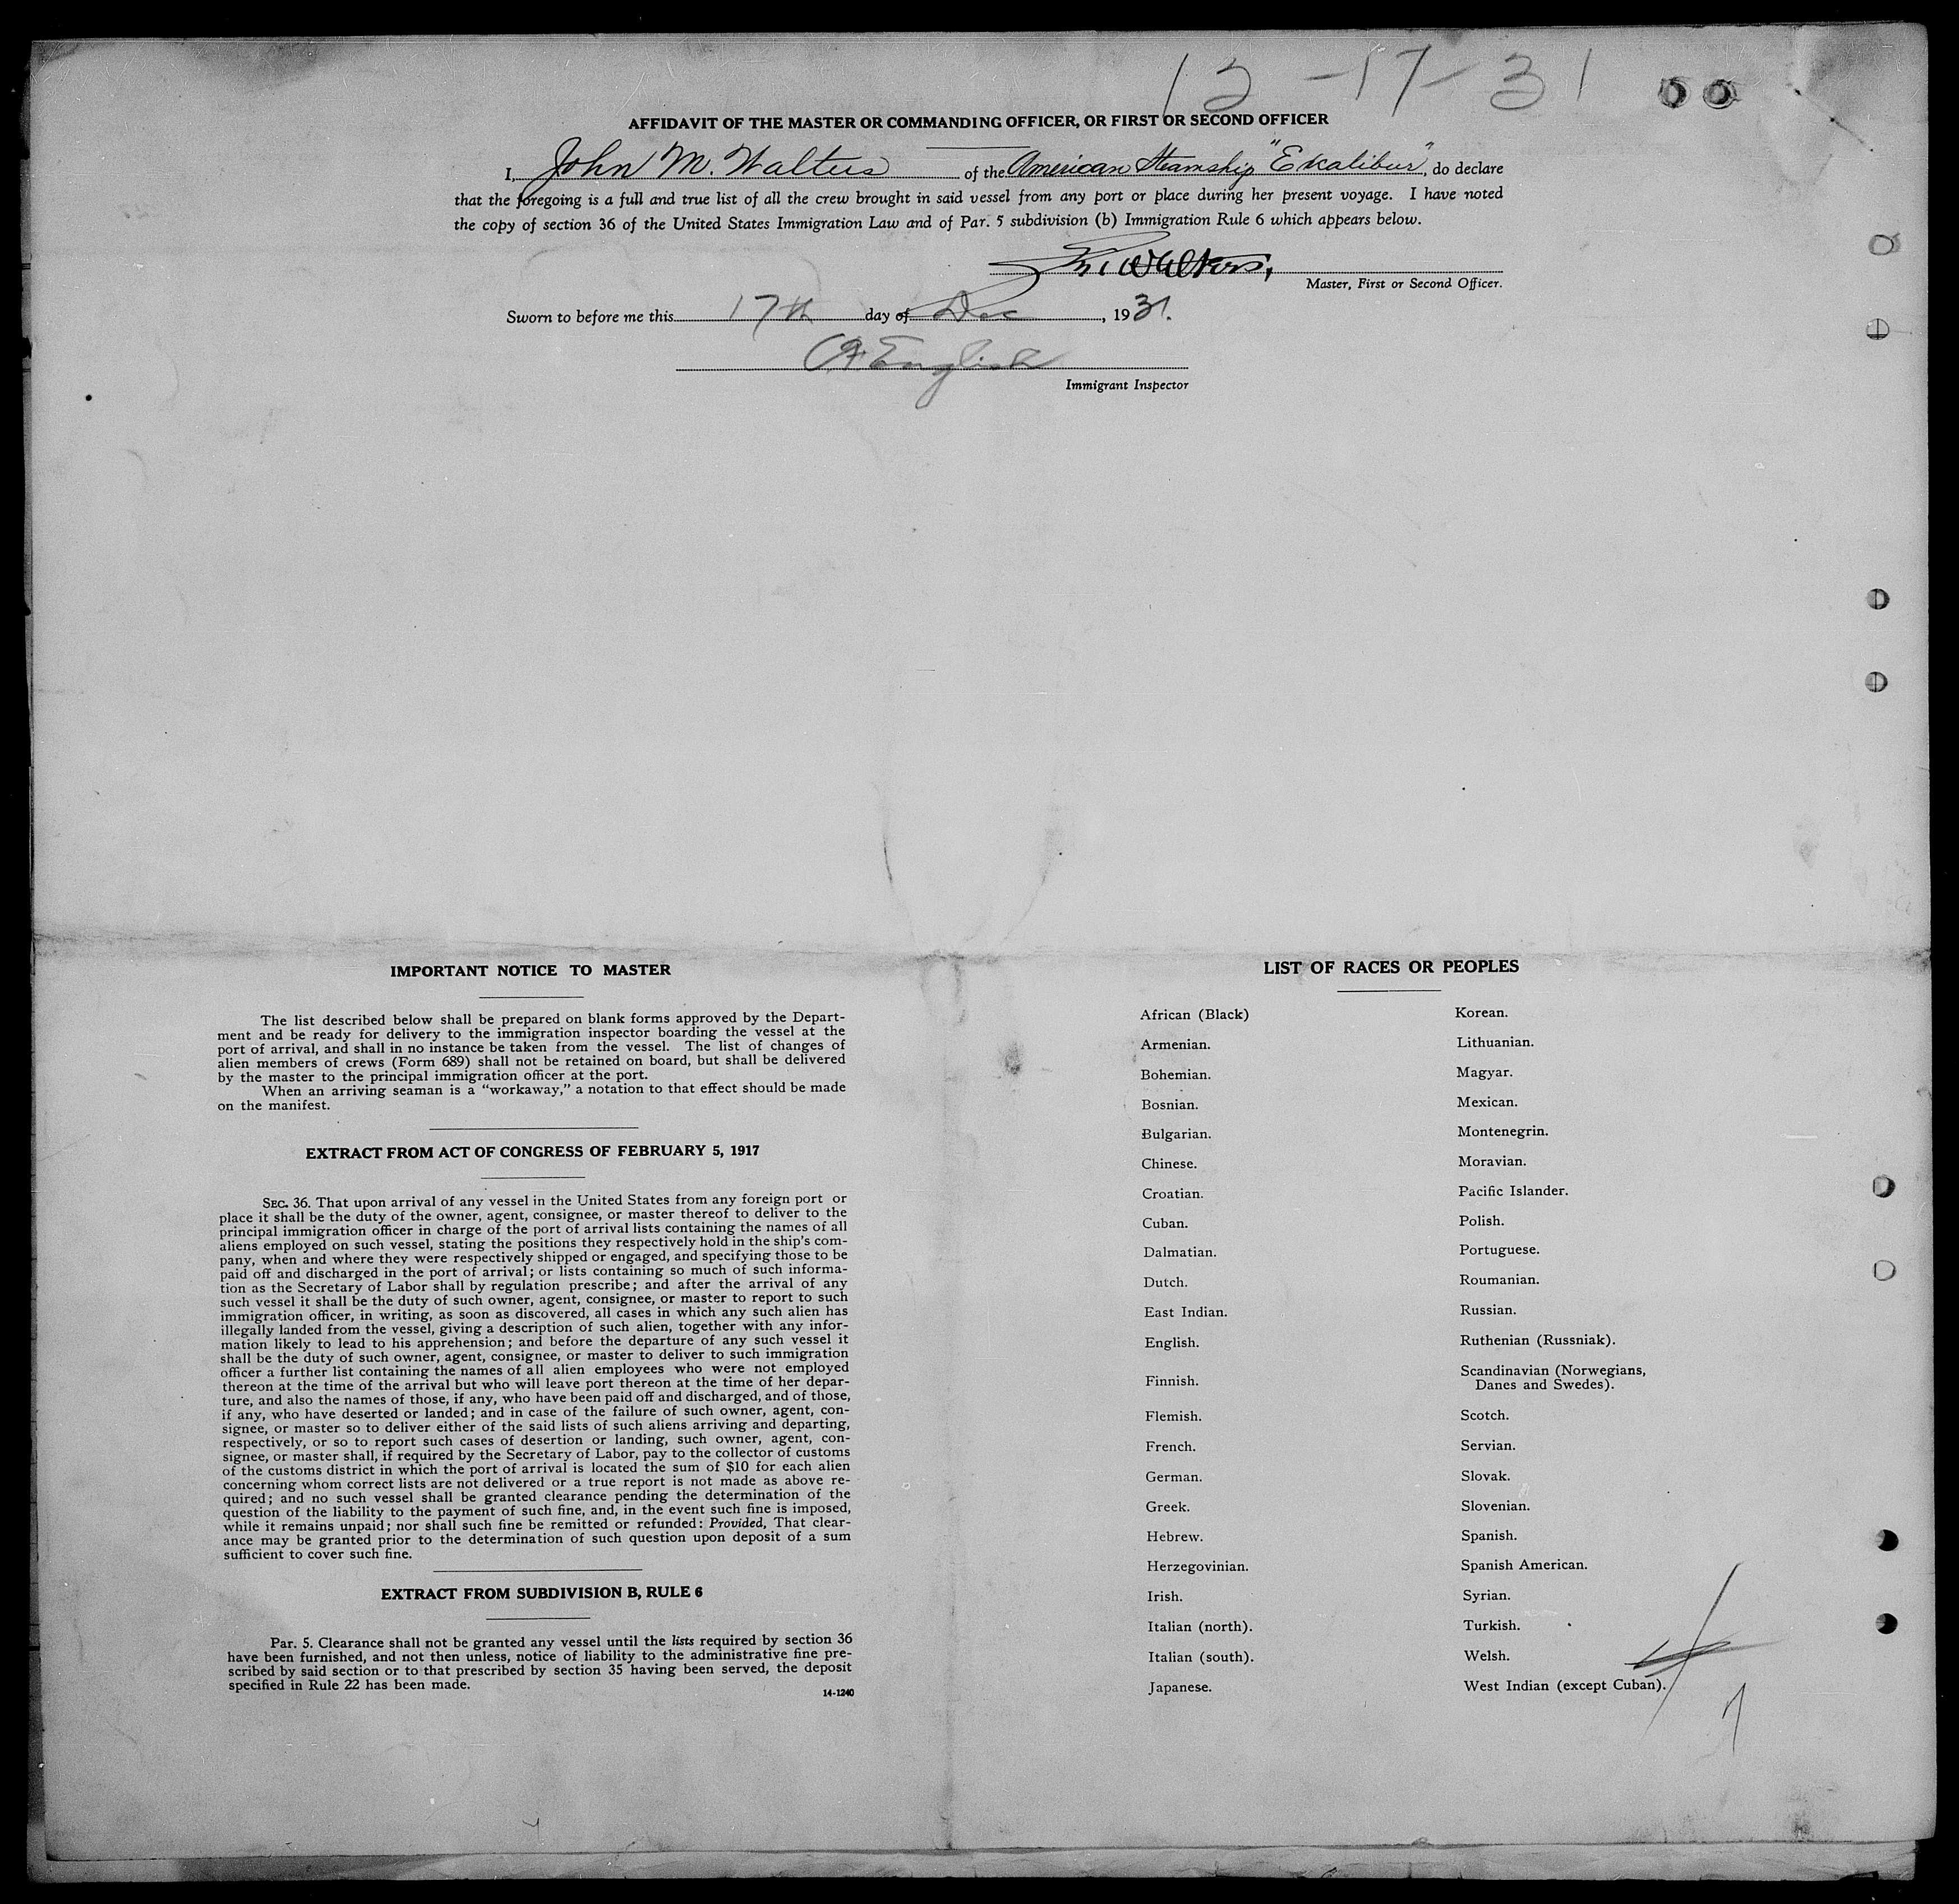 12-17-31
AFFIDAVIT OF THE MASTER OR COMMANDING OFFICER, OR FIRST OR SECOND OFFICER
I, John M. Walters of the American Steamship "Exkalibur", do declare
that the foregoing is a full and true list of all the crew brought in said vessel from any port or place during her present voyage. I have noted
the copy of section 36 of the United States Immigration Law and of Par. 5 subdivision (b) Immigration Rule 6 which appears below.
Walters,
Master, First or Second Officer.
Sworn to before me this 17th day of Dec, 1931.
English
Immigrant Inspector
IMPORTANT NOTICE TO MASTER
The list described below shall be prepared on blank forms approved by the Depart-
ment and be ready for delivery to the immigration inspector boarding the vessel at the
port of arrival, and shall in no instance be taken from the vessel. The list of changes of
alien members of crews (Form 689) shall not be retained on board, but shall be delivered
by the master to the principal immigration officer at the port.
When an arriving seaman is a "workaway," a notation to that effect should be made
on the manifest.
EXTRACT FROM ACT OF CONGRESS OF FEBRUARY 5, 1917
SEC. 36. That upon arrival of any vessel in the United States from any foreign port or
place it shall be the duty of the owner, agent, consignee, or master thereof to deliver to the
principal immigration officer in charge of the port of arrival lists containing the names of all
aliens employed on such vessel, stating the positions they respectively hold in the ship's com-
pany, when and where they were respectively shipped or engaged, and specifying those to be
paid off and discharged in the port of arrival; or lists containing so much of such informa-
tion as the Secretary of Labor shall by regulation prescribe; and after the arrival of any
such vessel it shall be the duty of such owner, agent, consignee, or master to report to such
immigration officer, in writing, as soon as discovered, all cases in which any such alien has
illegally landed from the vessel, giving a description of such alien, together with any infor-
mation likely to lead to his apprehension; and before the departure of any such vessel it
shall be the duty of such owner, agent, consignee, or master to deliver to such immigration
officer a further list containing the names of all alien employees who were not employed
thereon at the time of the arrival but who will leave port thereon at the time of her depar-
ture, and also the names of those, if any, who have been paid off and discharged, and of those,
if any, who have deserted or landed; and in case of the failure of such owner, agent, con-
signee, or master so to deliver either of the said lists of such aliens arriving and departing,
respectively, or so to report such cases of desertion or landing, such owner, agent, con-
signee, or master shall, if required by the Secretary of Labor, pay to the collector of customs
of the customs district in which the port of arrival is located the sum of $10 for each alien
concerning whom correct lists are not delivered or a true report is not made as above re-
quired; and no such vessel shall be granted clearance pending the determination of the
question of the liability to the payment of such fine, and, in the event such fine is imposed,
while it remains unpaid; nor shall such fine be remitted or refunded: Provided, That clear-
ance may be granted prior to the determination of such question upon deposit of a sum
sufficient to cover such fine.
EXTRACT FROM SUBDIVISION B, RULE 6
Par. 5. Clearance shall not be granted any vessel until the lists required by section 36
have been furnished, and not then unless, notice of liability to the administrative fine pre-
scribed by said section or to that prescribed by section 35 having been served, the deposit
specified in Rule 22 has been made.
14-1240
LIST OF RACES OR PEOPLES
African (Black)
Armenian.
Bohemian.
Bosnian.
Bulgarian.
Chinese.
Croatian.
Cuban.
Dalmatian.
Dutch.
East Indian.
English.
Finnish.
Flemish.
French.
German.
Greek.
Hebrew.
Herzegovinian.
Irish.
Italian (north).
Italian (south).
Japanese.
Korean.
Lithuanian.
Magyar.
Mexican.
Montenegrin.
Moravian.
Pacific Islander.
Polish.
Portuguese.
Roumanian.
Russian.
Ruthenian (Russniak).
Scandinavian (Norwegians,
Danes and Swedes).
Scotch.
Servian.
Slovak.
Slovenian.
Spanish.
Spanish American.
Syrian.
Turkish.
Welsh.
West Indian (except Cuban).